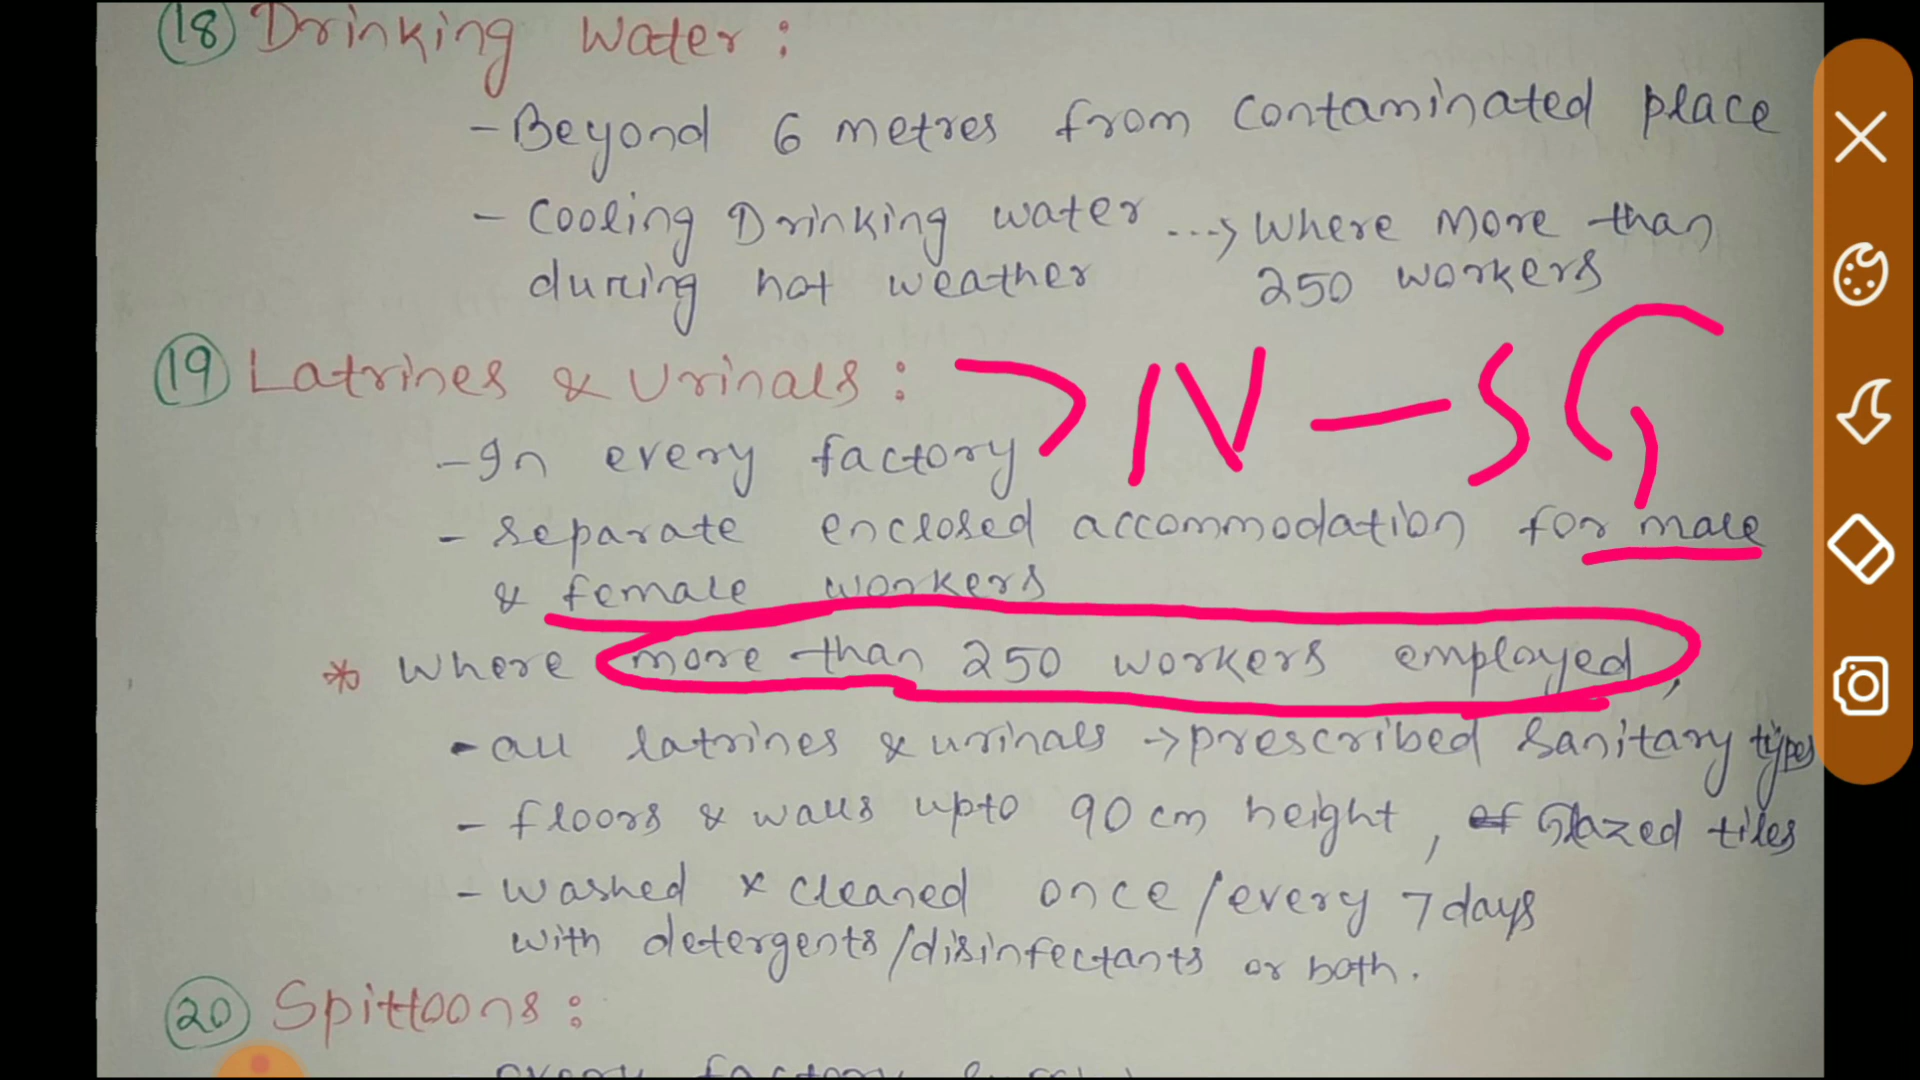 18 Drinking Water :
- Beyond 6 metres from contaminated place
- Cooling Drinking water ...> where more than
during hot weather 250 workers
19 Latrines & Urinals : > IN - SG
- In every factory
- separate enclosed accommodation for male
& female workers
* where more than 250 workers employed,
- all latrines & urinals → prescribed sanitary types
- floors & walls upto 90 cm height, of Glazed tiles
- washed & cleaned once / every 7 days
with detergents/disinfectants or both.
20 Spittoons :
every factory